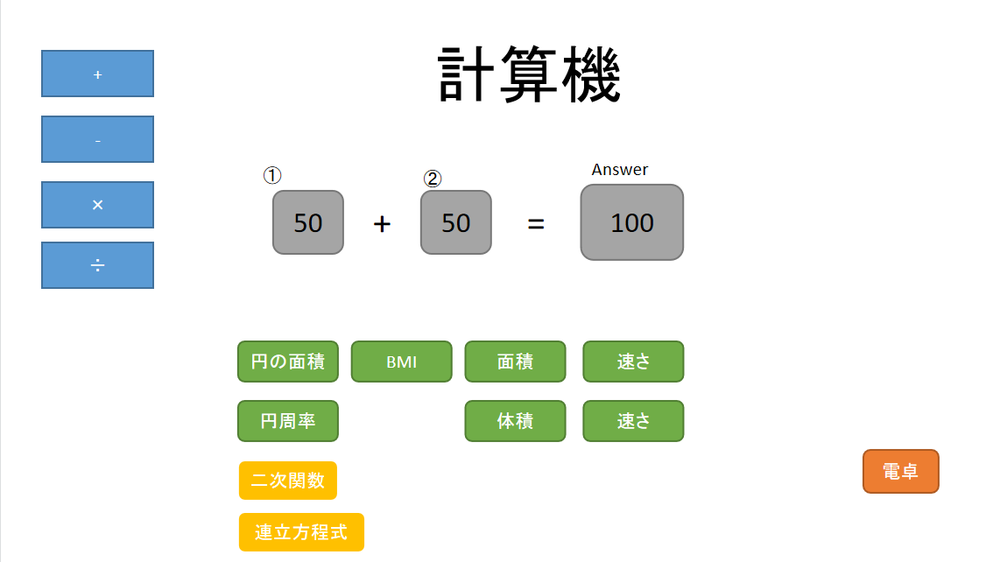 計算機
+
-
×
÷
① ② Answer
50 + 50 = 100
円の面積 BMI 面積 速さ
円周率 体積 速さ
二次関数
連立方程式
電卓